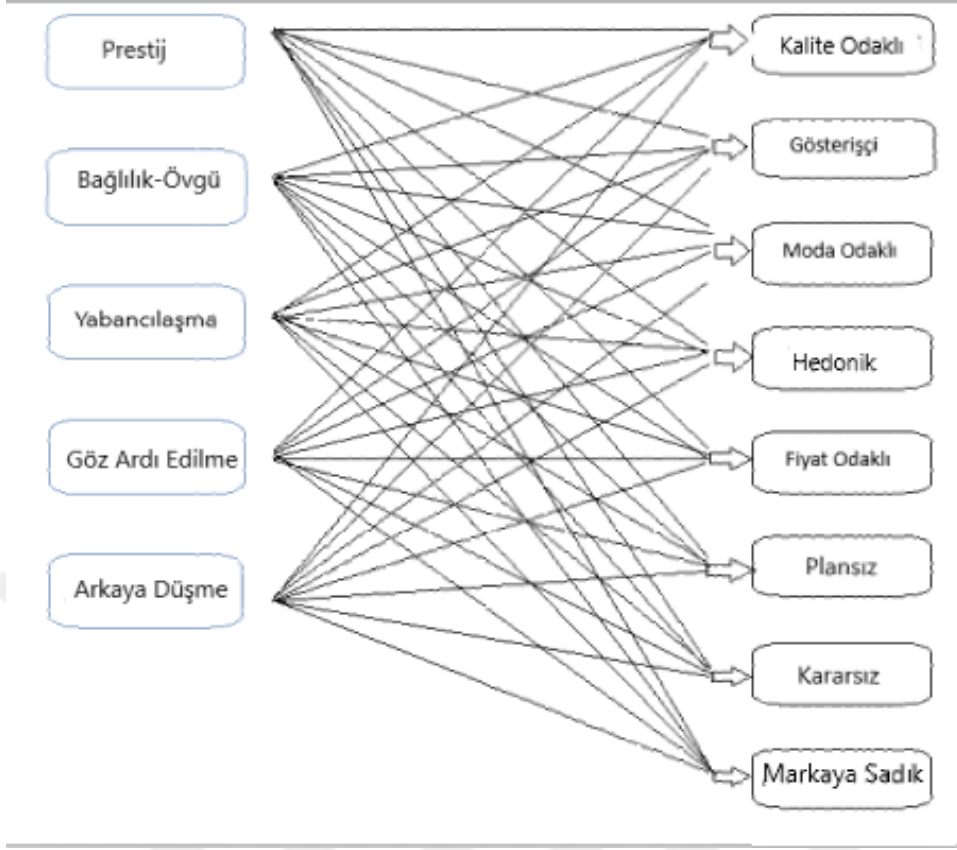 Prestij
Bağlılık-Övgü
Yabancılaşma
Göz Ardı Edilme
Arkaya Düşme
Kalite Odaklı
Gösterişçi
Moda Odaklı
Hedonik
Fiyat Odaklı
Plansız
Kararsız
Markaya Sadık